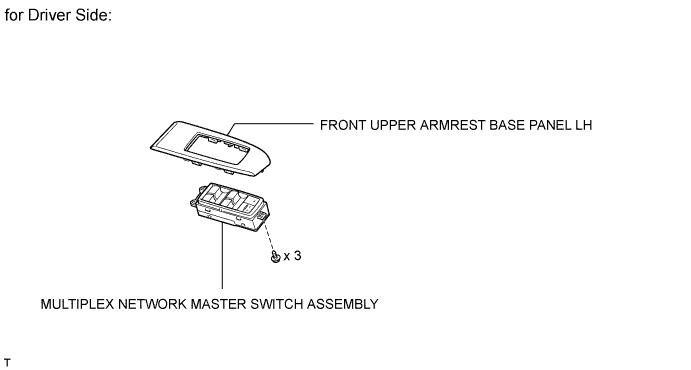 for Driver Side:
FRONT UPPER ARMREST BASE PANEL LH
x 3
MULTIPLEX NETWORK MASTER SWITCH ASSEMBLY
T